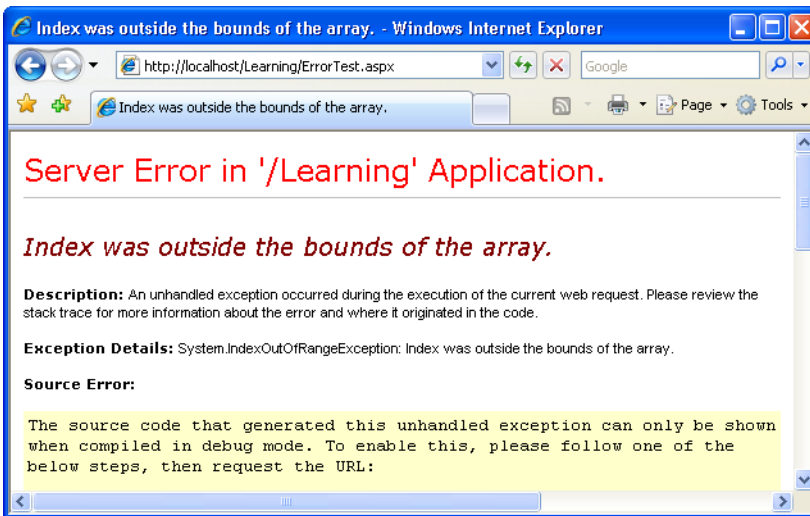 Index was outside the bounds of the array. - Windows Internet Explorer
http://localhost/Learning/ErrorTest.aspx
Google
Index was outside the bounds of the array.
Page
Tools
Server Error in '/Learning' Application.
Index was outside the bounds of the array.
Description: An unhandled exception occurred during the execution of the current web request. Please review the
stack trace for more information about the error and where it originated in the code.
Exception Details: System.IndexOutOfRangeException: Index was outside the bounds of the array.
Source Error:
The source code that generated this unhandled exception can only be shown
when compiled in debug mode. To enable this, please follow one of the
below steps, then request the URL: